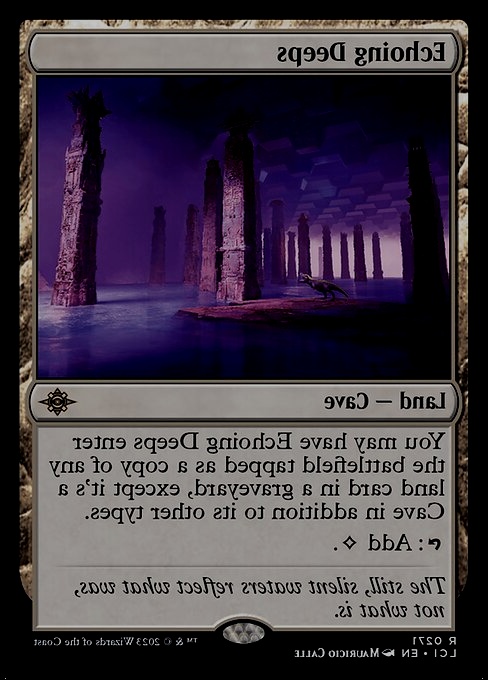 Echoing Deeps
Land — Cave
You may have Echoing Deeps enter
the battlefield tapped as a copy of any
land card in a graveyard, except it's a
Cave in addition to its other types.
: Add .
The still, silent waters reflect what was,
not what is.
R 0271
LCI • EN Mauricio Calle
™ & © 2023 Wizards of the Coast